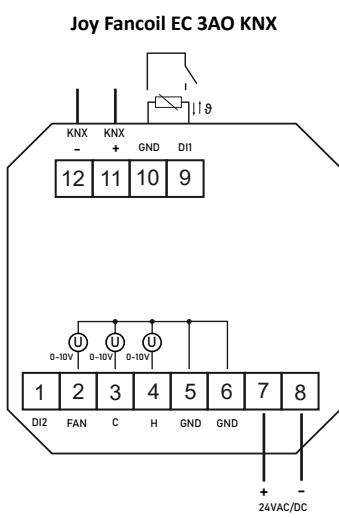 Joy Fancoil EC 3AO KNX
ϑ
KNX KNX GND DI1
- +
12 11 10 9
U U U
0-10V 0-10V 0-10V
1 2 3 4 5 6 7 8
DI2 FAN C H GND GND
+ -
24VAC/DC